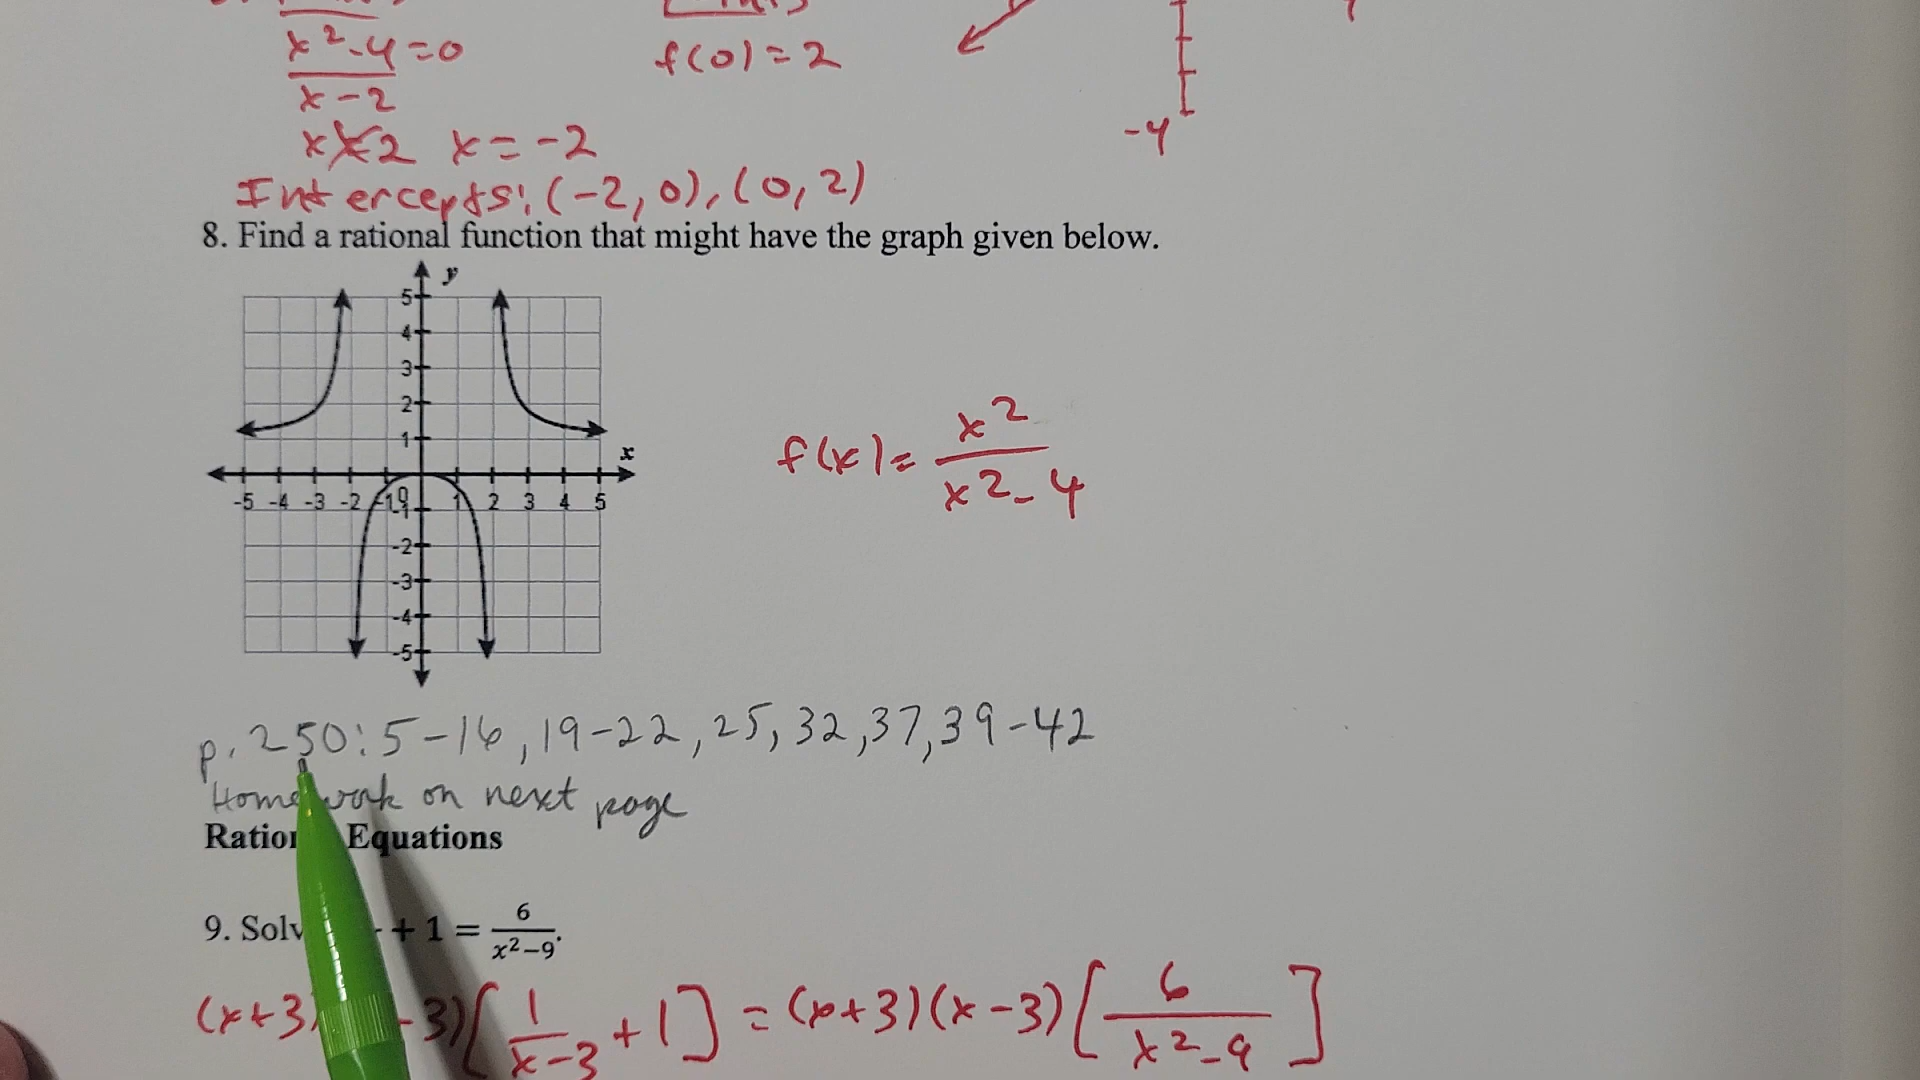 x²-4=0
x-2
f(0)=2
x≠2 x=-2
-4
Intercepts: (-2,0), (0,2)
8. Find a rational function that might have the graph given below.
y
5
4
3
2
1
x
-5 -4 -3 -2 -1 0 1 2 3 4 5
-1
-2
-3
-4
-5
f(x)= x²/(x²-4)
p. 250: 5-16, 19-22, 25, 32, 37, 39-42
Homework on next page
Equations
9. + 1 = 6/(x²-9).
(x+3) -3)[1/(x-3) + 1] = (x+3)(x-3)[6/(x²-9)]